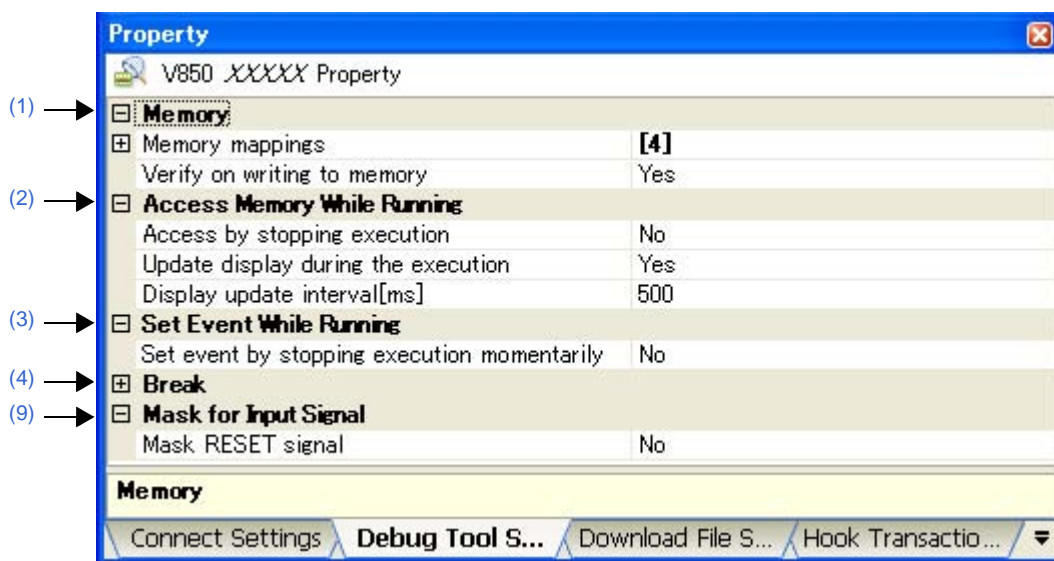 Property
V850 XXXXX Property
(1) Memory
Memory mappings [4]
Verify on writing to memory Yes
(2) Access Memory While Running
Access by stopping execution No
Update display during the execution Yes
Display update interval[ms] 500
(3) Set Event While Running
Set event by stopping execution momentarily No
(4) Break
(9) Mask for Input Signal
Mask RESET signal No
Memory
Connect Settings Debug Tool S... Download File S... Hook Transactio...